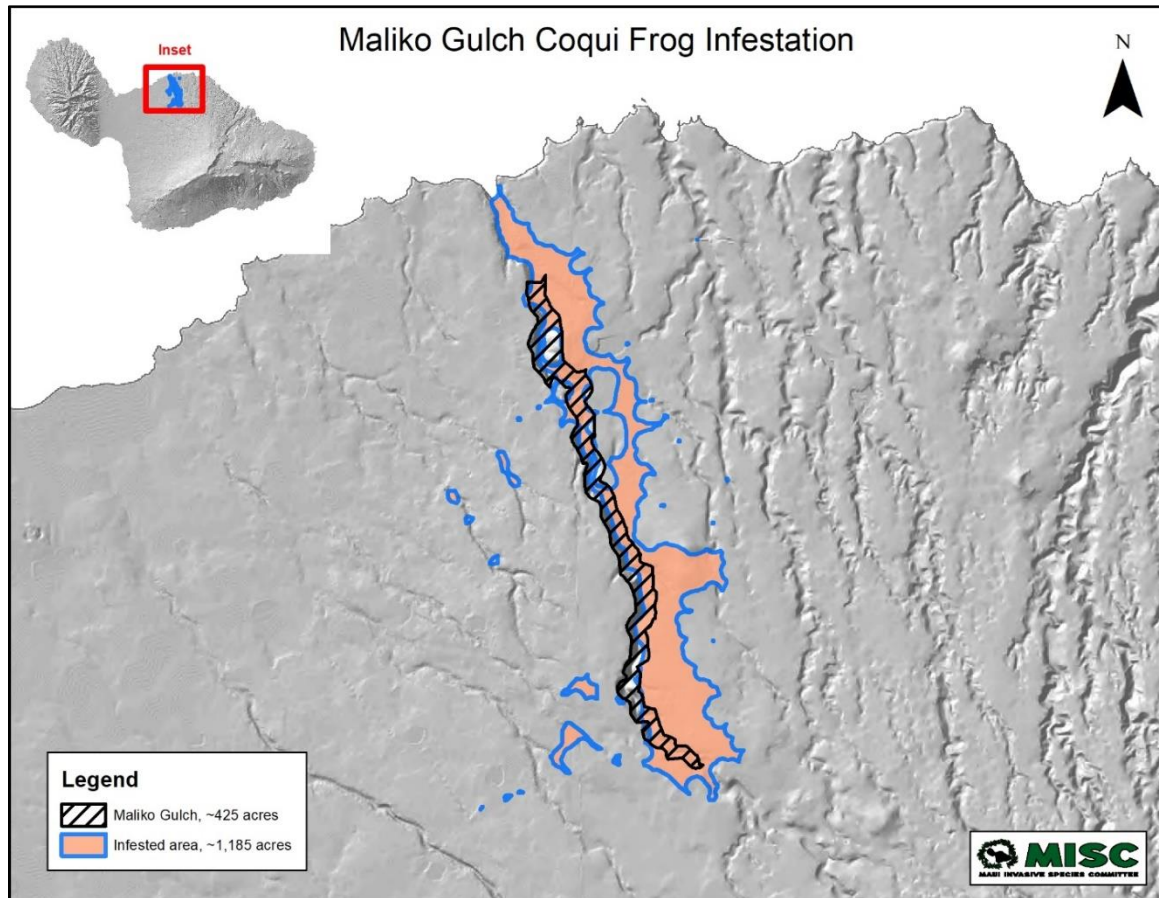 Maliko Gulch Coqui Frog Infestation
Inset
N
Legend
Maliko Gulch, ~425 acres
Infested area, ~1,185 acres
MISC
MAUI INVASIVE SPECIES COMMITTEE